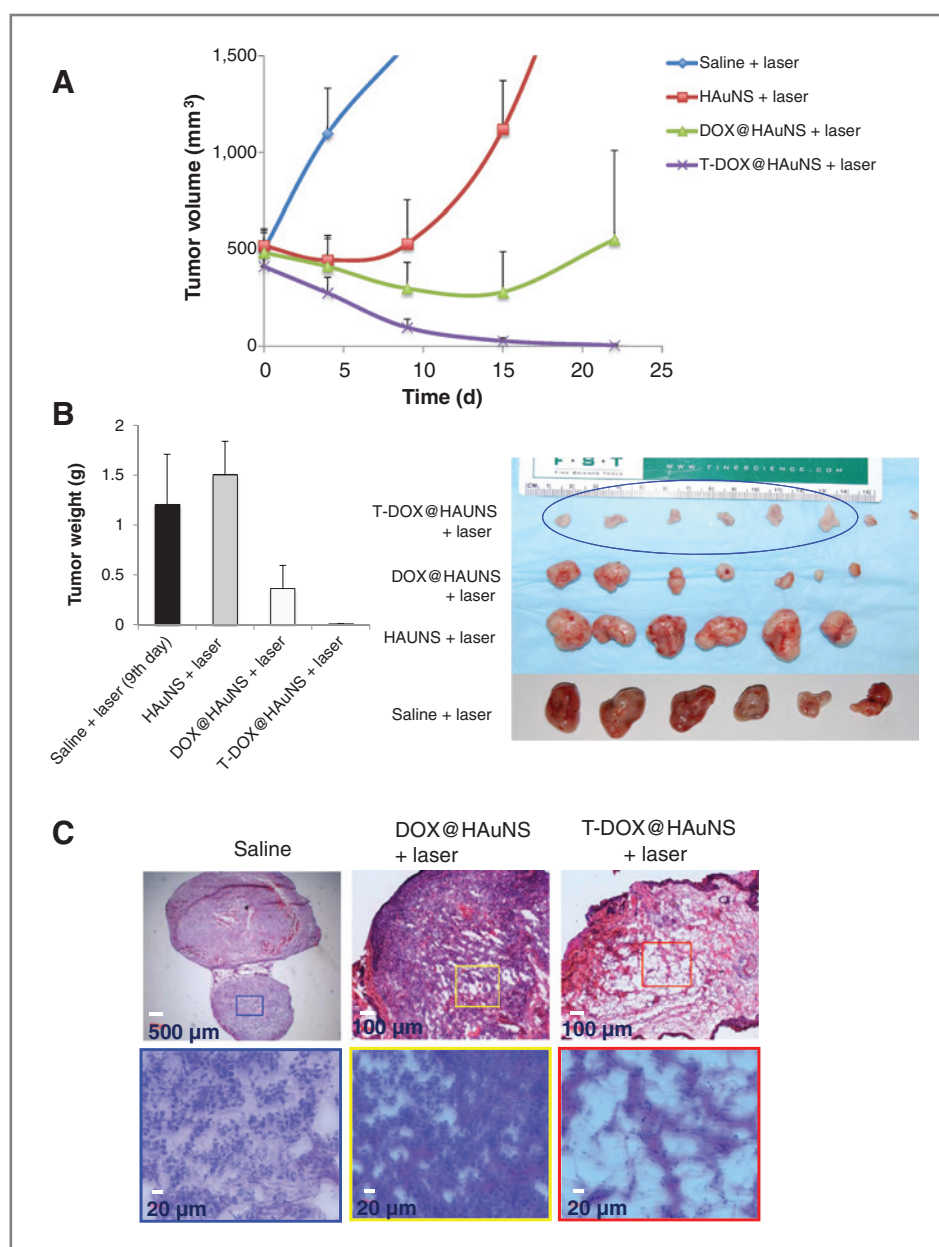 A
Tumor volume (mm³)
1,500
1,000
500
0
0 5 10 15 20 25
Time (d)
Saline + laser
HAuNS + laser
DOX@HAuNS + laser
T-DOX@HAuNS + laser
B
Tumor weight (g)
2
1.5
1
0.5
0
Saline + laser (9th day)
HAuNS + laser
DOX@HAuNS + laser
T-DOX@HAuNS + laser
F·S·T
FINE SCIENCE TOOLS
WWW.FINESCIENCE.COM
CM
T-DOX@HAUNS
+ laser
DOX@HAUNS
+ laser
HAUNS + laser
Saline + laser
C
Saline
DOX@HAuNS
+ laser
T-DOX@HAuNS
+ laser
500 µm
100 µm
100 µm
20 µm
20 µm
20 µm